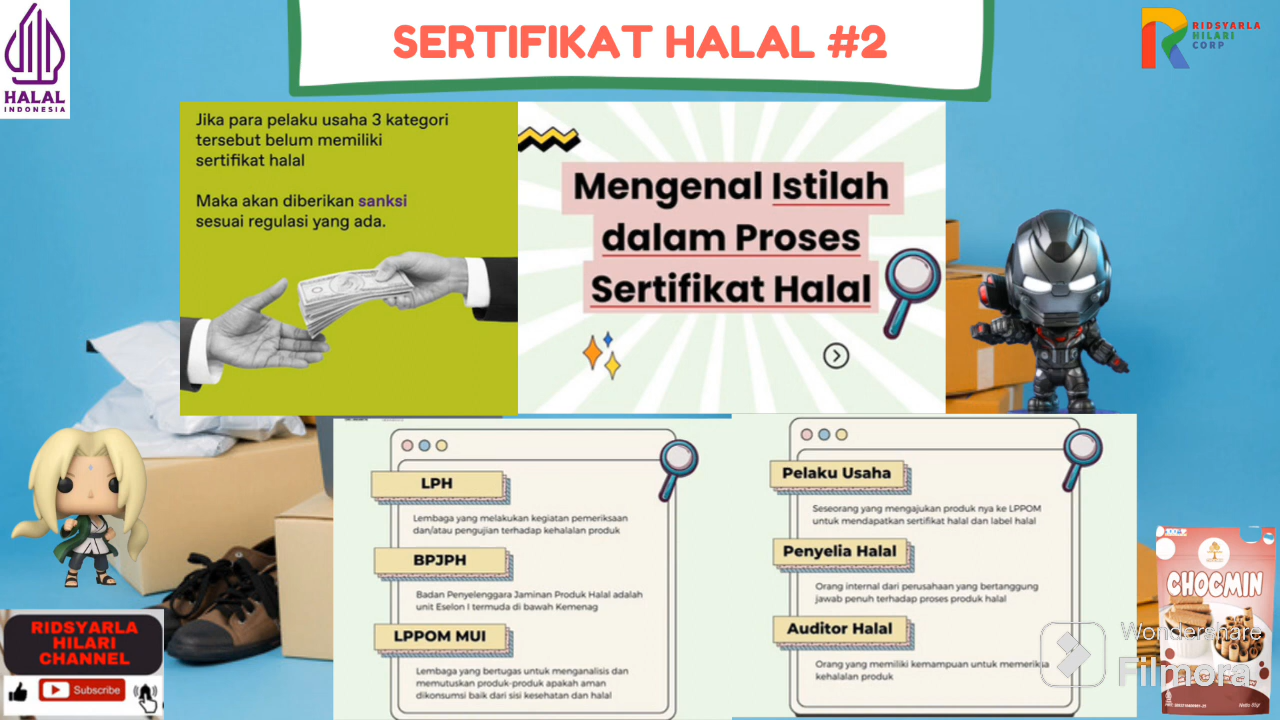 SERTIFIKAT HALAL #2
HALAL
INDONESIA
RIDSYARLA
HILARI
CORP
Jika para pelaku usaha 3 kategori
tersebut belum memiliki
sertifikat halal
Maka akan diberikan sanksi
sesuai regulasi yang ada.
Mengenal Istilah
dalam Proses
Sertifikat Halal
LPH
Lembaga yang melakukan kegiatan pemeriksaan
dan/atau pengujian terhadap kehalalan produk
BPJPH
Badan Penyelenggara Jaminan Produk Halal adalah
unit Eselon I termuda di bawah Kemenag
LPPOM MUI
Lembaga yang bertugas untuk menganalisis dan
memutuskan produk-produk apakah aman
dikonsumsi baik dari sisi kesehatan dan halal
Pelaku Usaha
Seseorang yang mengajukan produk nya ke LPPOM
untuk mendapatkan sertifikat halal dan label halal
Penyelia Halal
Orang internal dari perusahaan yang bertanggung
jawab penuh terhadap proses produk halal
Auditor Halal
Orang yang memiliki kemampuan untuk memeriksa
kehalalan produk
RIDSYARLA
HILARI
CHANNEL
Subscribe
CHOCMIN
Wondershare
Filmora